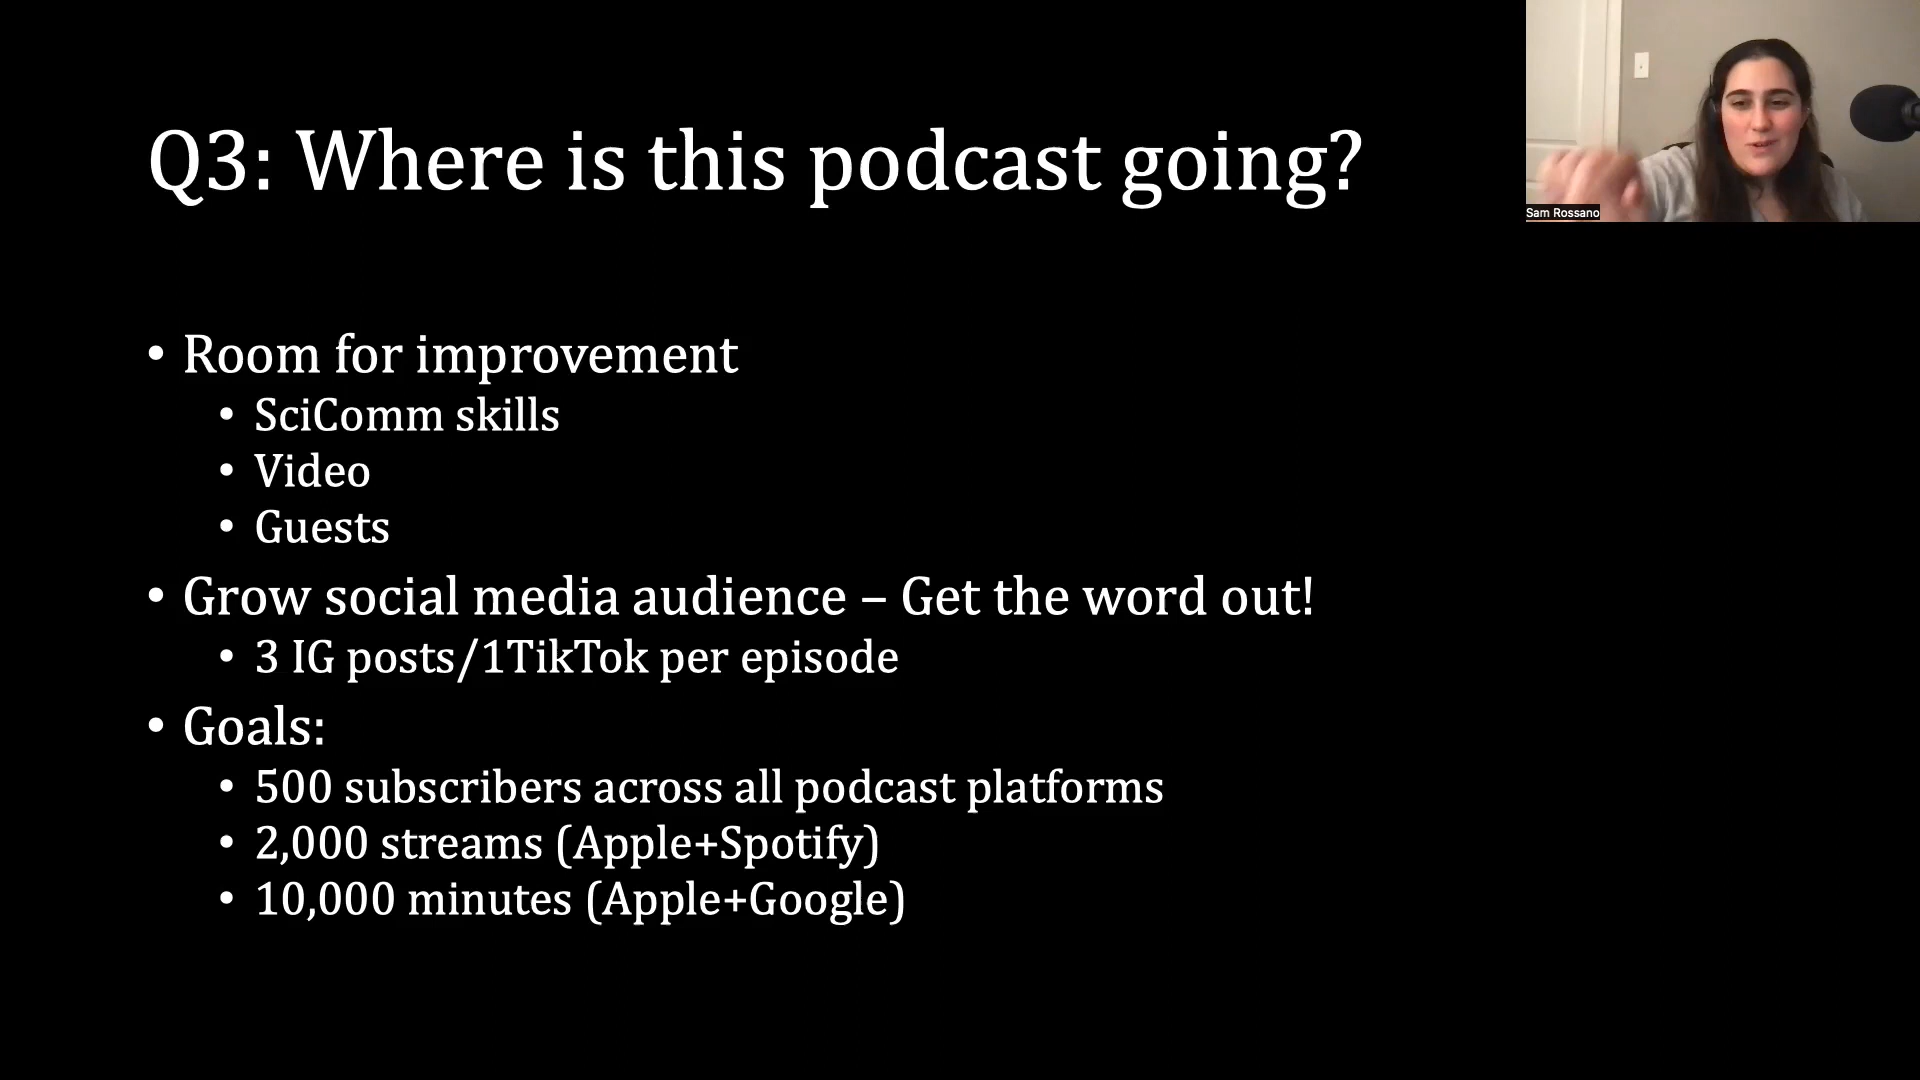 Q3: Where is this podcast going?
Sam Rossano
• Room for improvement
• SciComm skills
• Video
• Guests
• Grow social media audience – Get the word out!
• 3 IG posts/1TikTok per episode
• Goals:
• 500 subscribers across all podcast platforms
• 2,000 streams (Apple+Spotify)
• 10,000 minutes (Apple+Google)